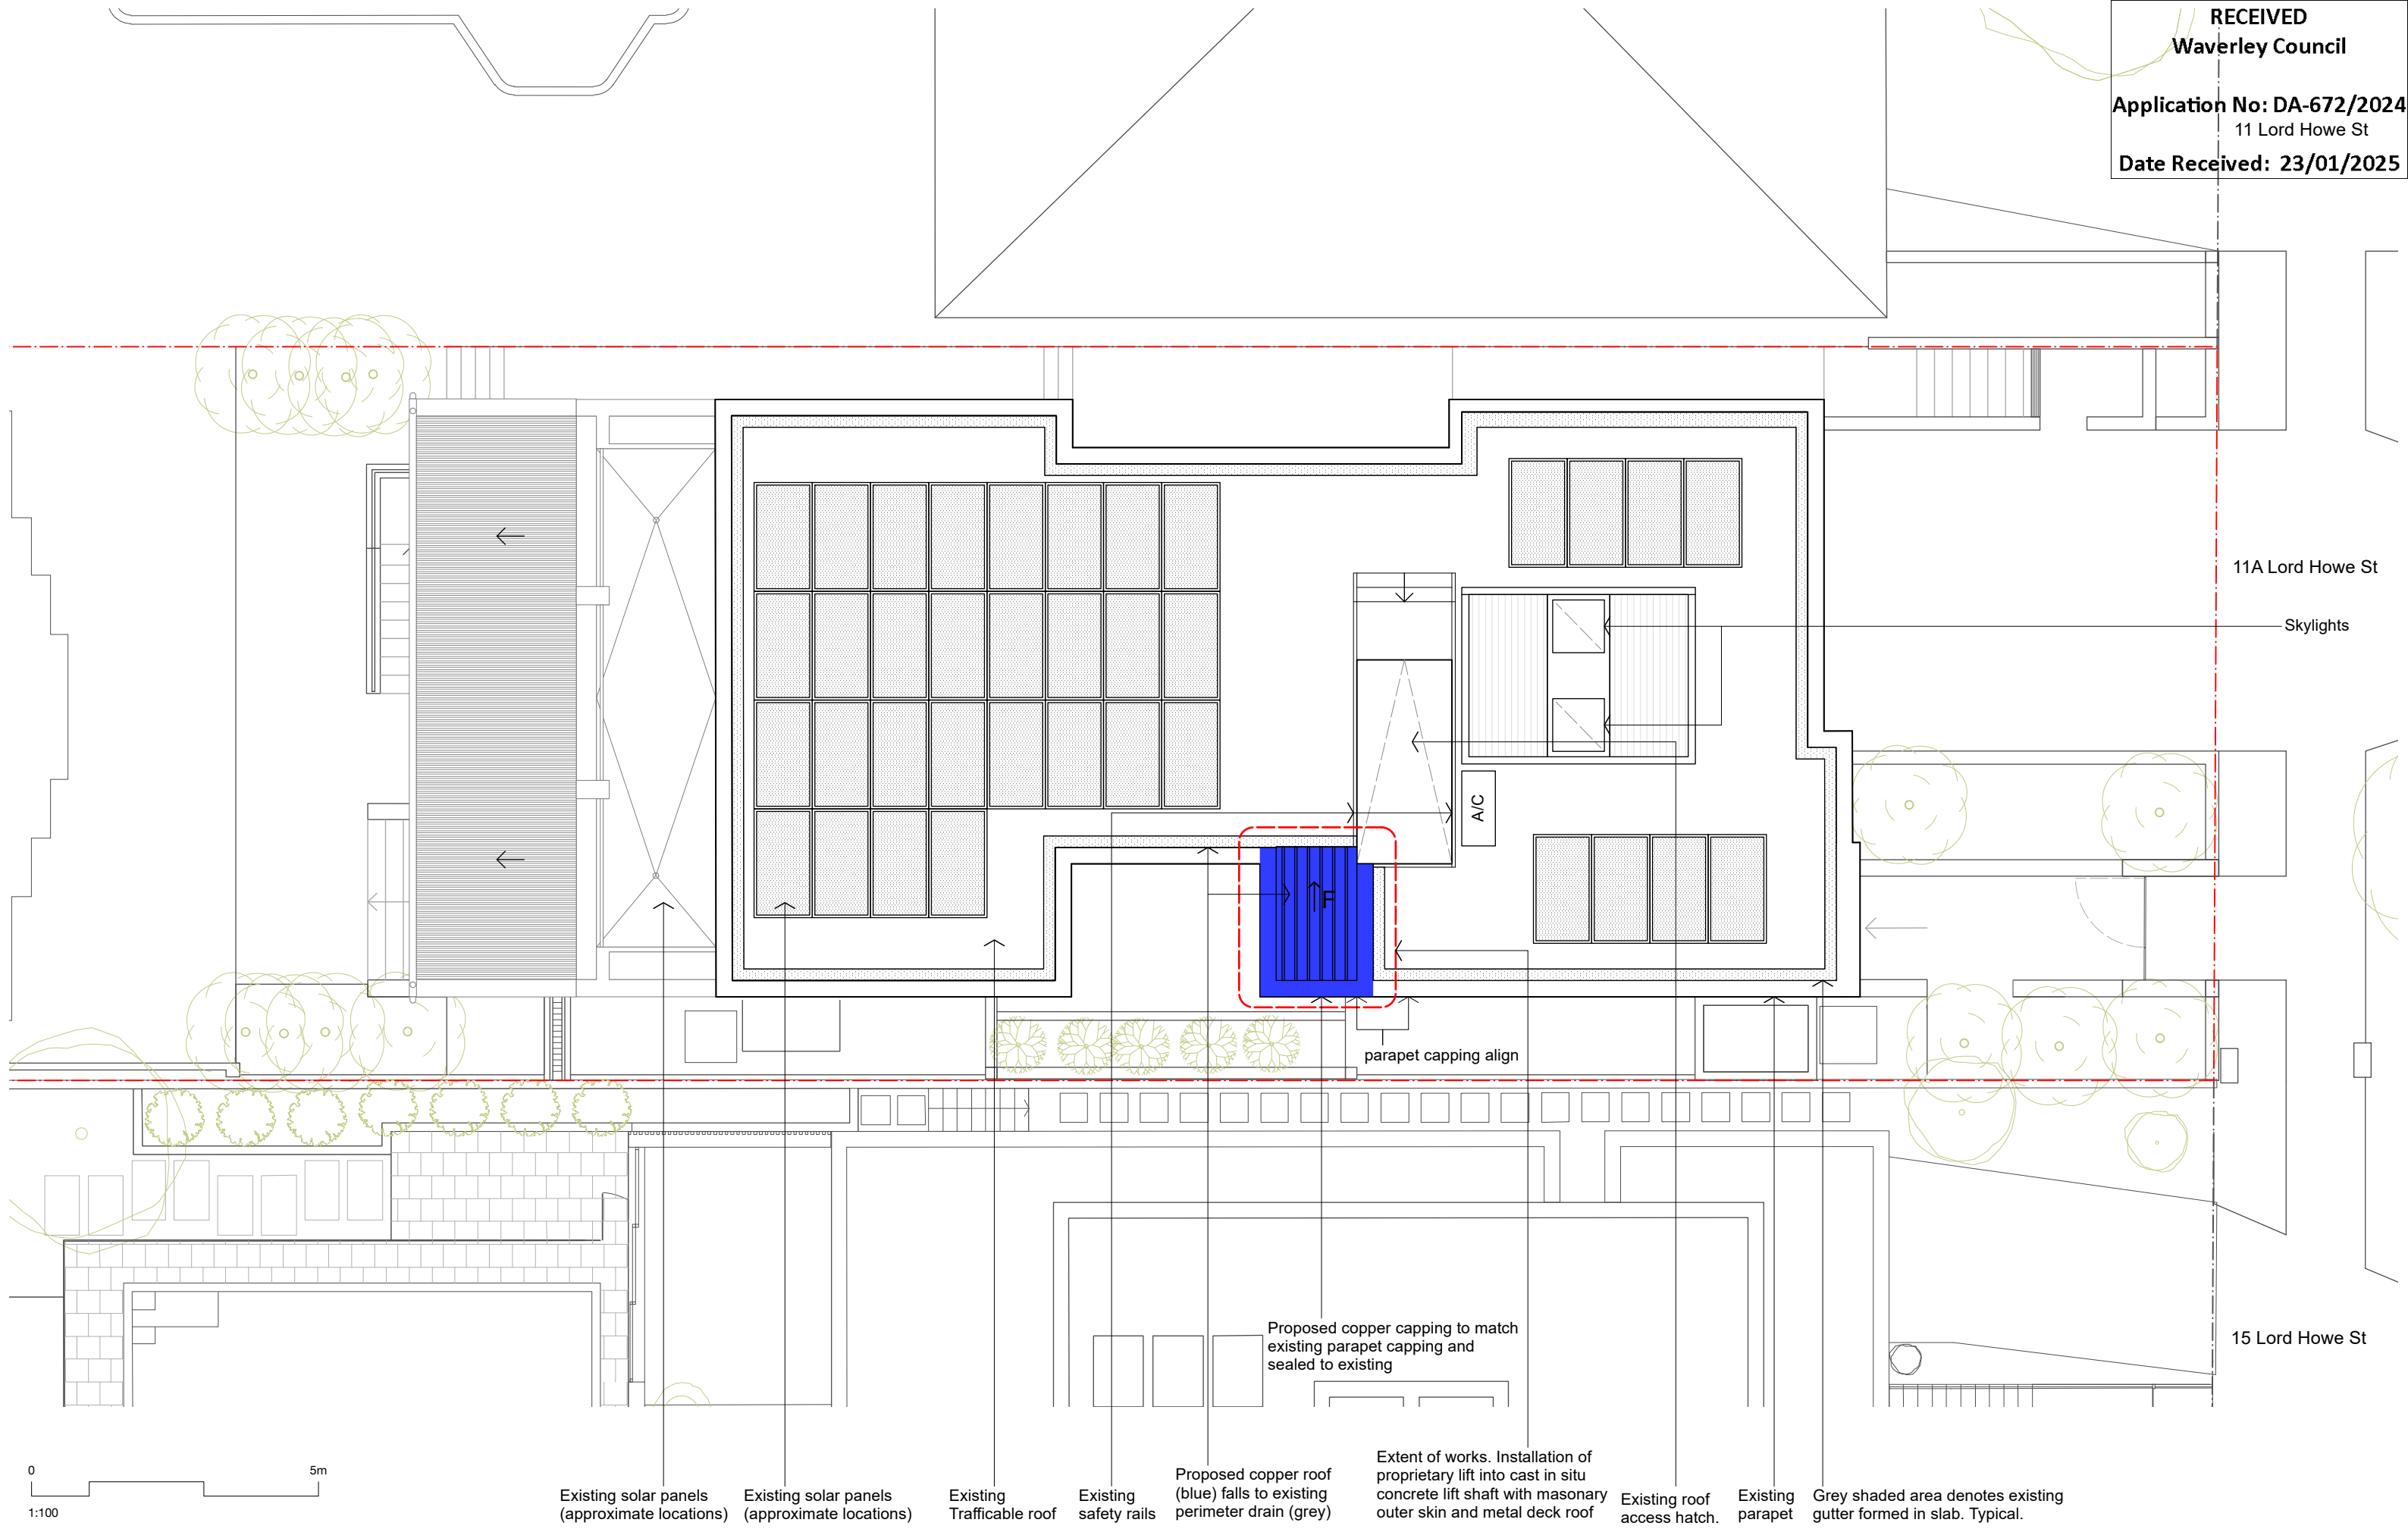 RECEIVED
Waverley Council
Application No: DA-672/2024
11 Lord Howe St
Date Received: 23/01/2025
11A Lord Howe St
Skylights
A/C
F
parapet capping align
Proposed copper capping to match
existing parapet capping and
sealed to existing
15 Lord Howe St
0
5m
1:100
Existing solar panels
(approximate locations)
Existing solar panels
(approximate locations)
Existing
Trafficable roof
Existing
safety rails
Proposed copper roof
(blue) falls to existing
perimeter drain (grey)
Extent of works. Installation of
proprietary lift into cast in situ
concrete lift shaft with masonary
outer skin and metal deck roof
Existing roof
access hatch.
Existing
parapet
Grey shaded area denotes existing
gutter formed in slab. Typical.